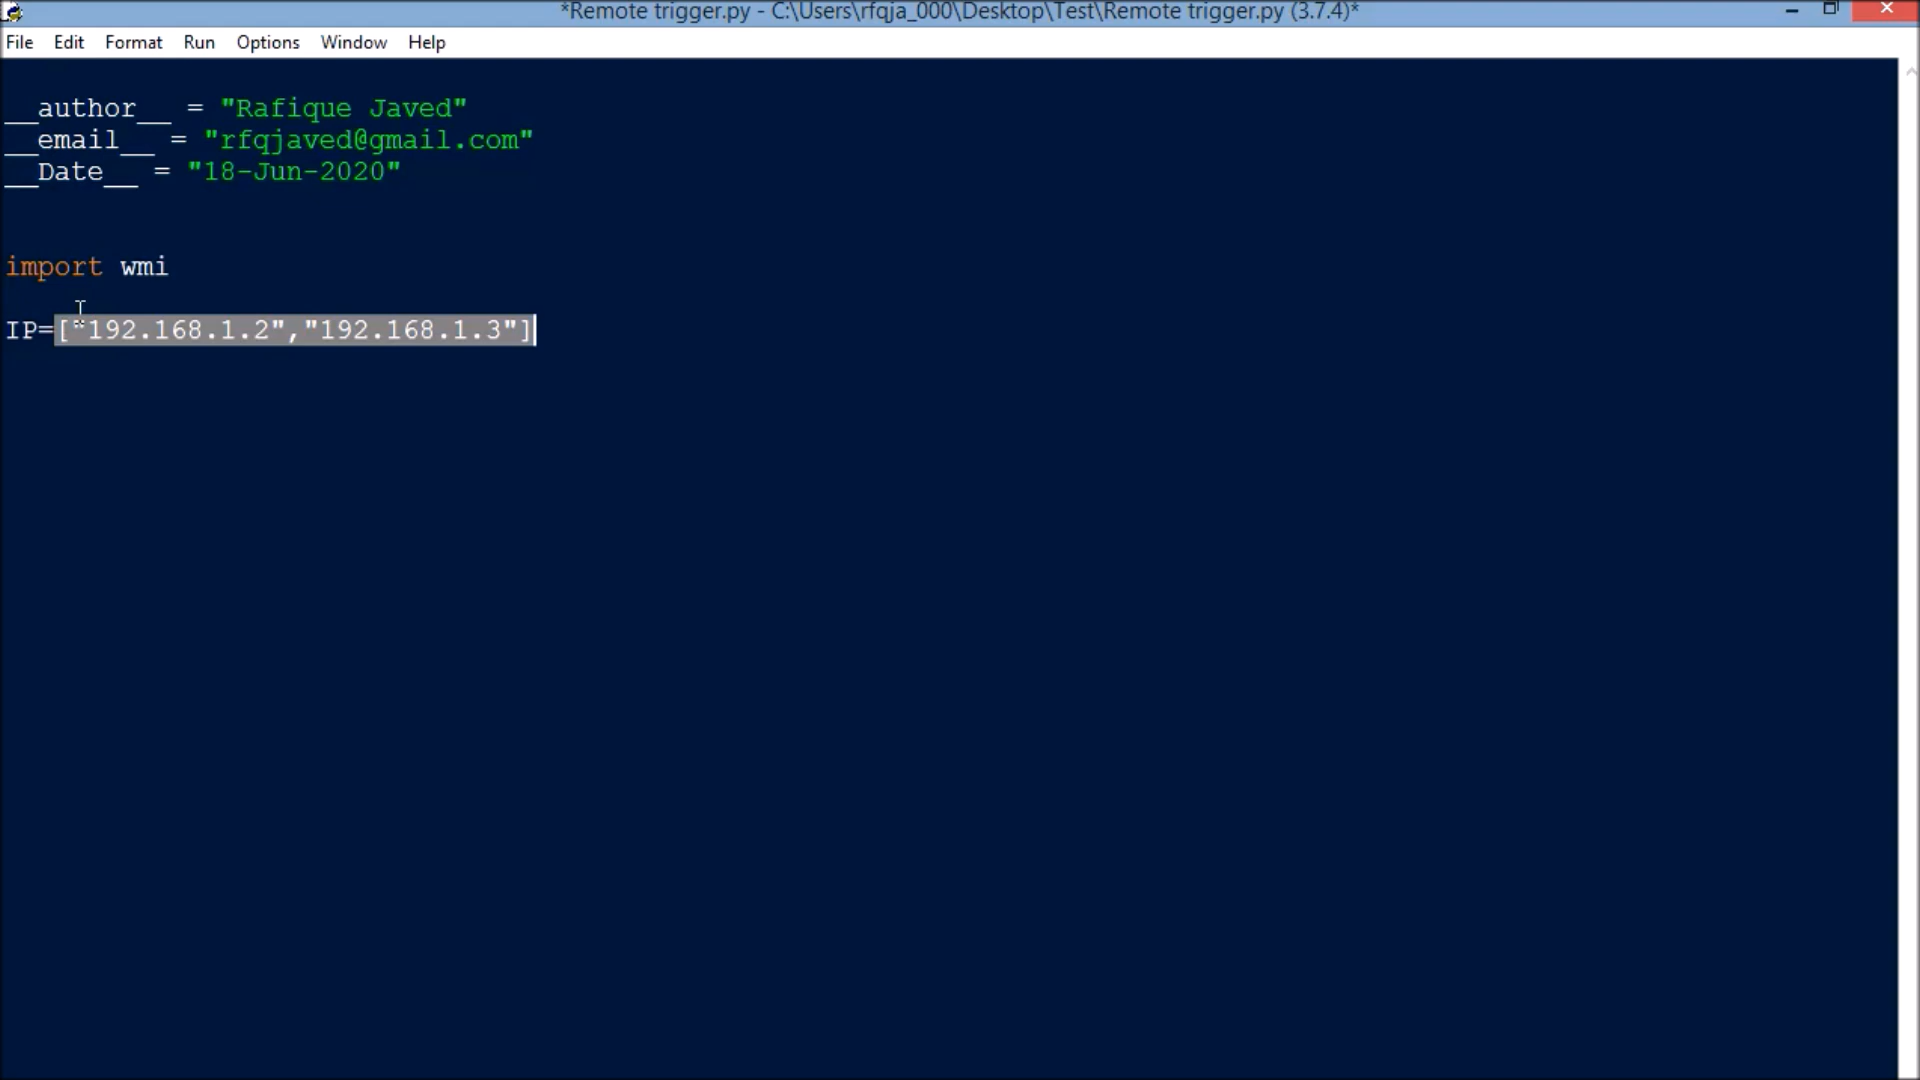 *Remote trigger.py - C:\Users\rfqja_000\Desktop\Test\Remote trigger.py (3.7.4)*
File Edit Format Run Options Window Help
__author__ = "Rafique Javed"
__email__ = "rfqjaved@gmail.com"
__Date__ = "18-Jun-2020"
import wmi
IP=["192.168.1.2","192.168.1.3"]